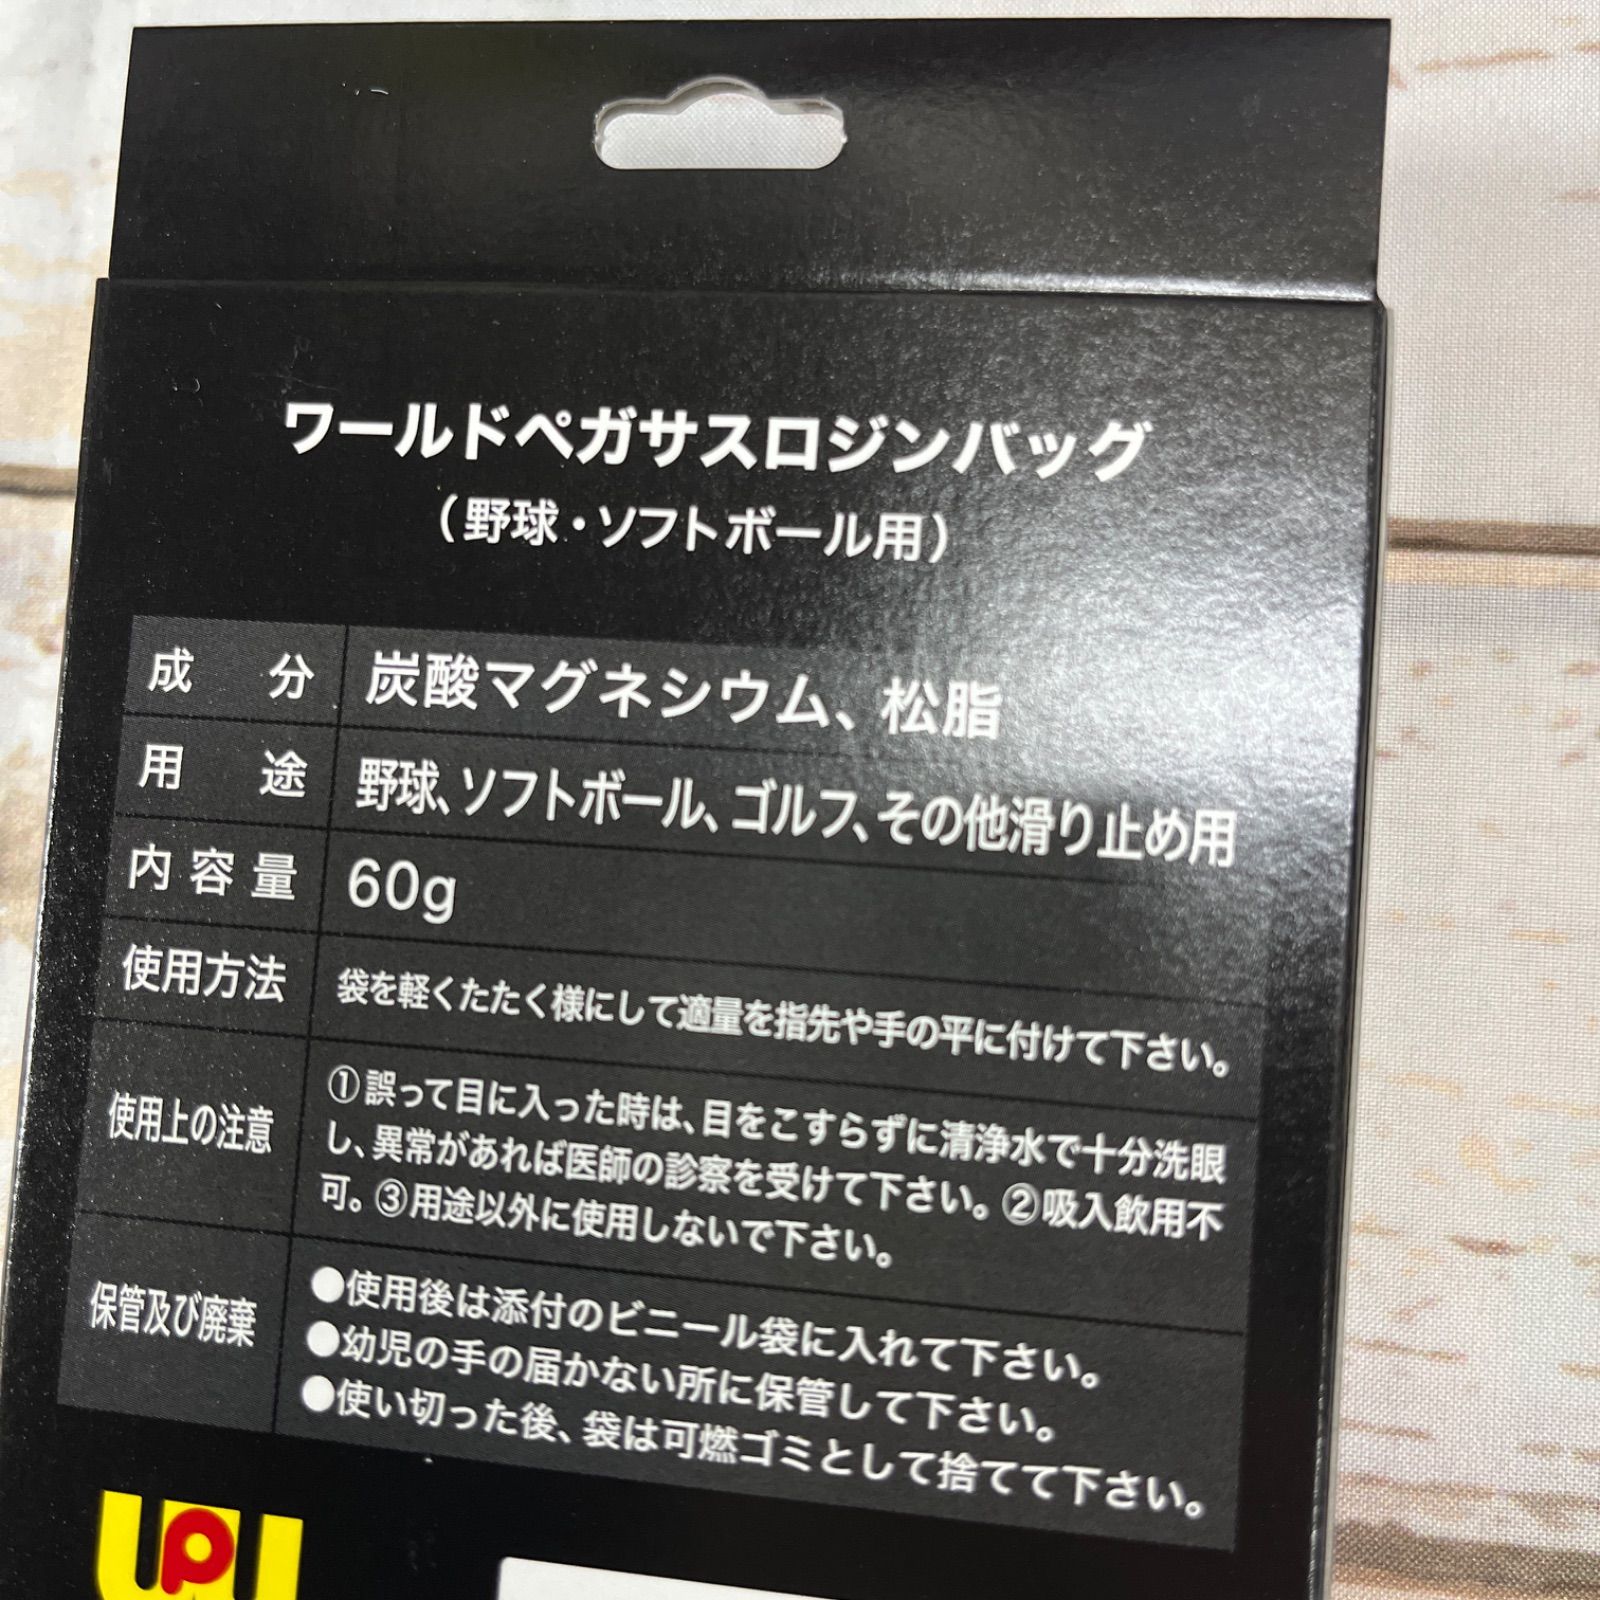 ワールドペガサスロジンバッグ
（野球・ソフトボール用）
成分 炭酸マグネシウム、松脂
用途 野球、ソフトボール、ゴルフ、その他滑り止め用
内容量 60g
使用方法 袋を軽くたたく様にして適量を指先や手の平に付けて下さい。
使用上の注意 ①誤って目に入った時は、目をこすらずに清浄水で十分洗眼
し、異常があれば医師の診察を受けて下さい。②吸入飲用不
可。③用途以外に使用しないで下さい。
保管及び廃棄 ●使用後は添付のビニール袋に入れて下さい。
●幼児の手の届かない所に保管して下さい。
●使い切った後、袋は可燃ゴミとして捨てて下さい。